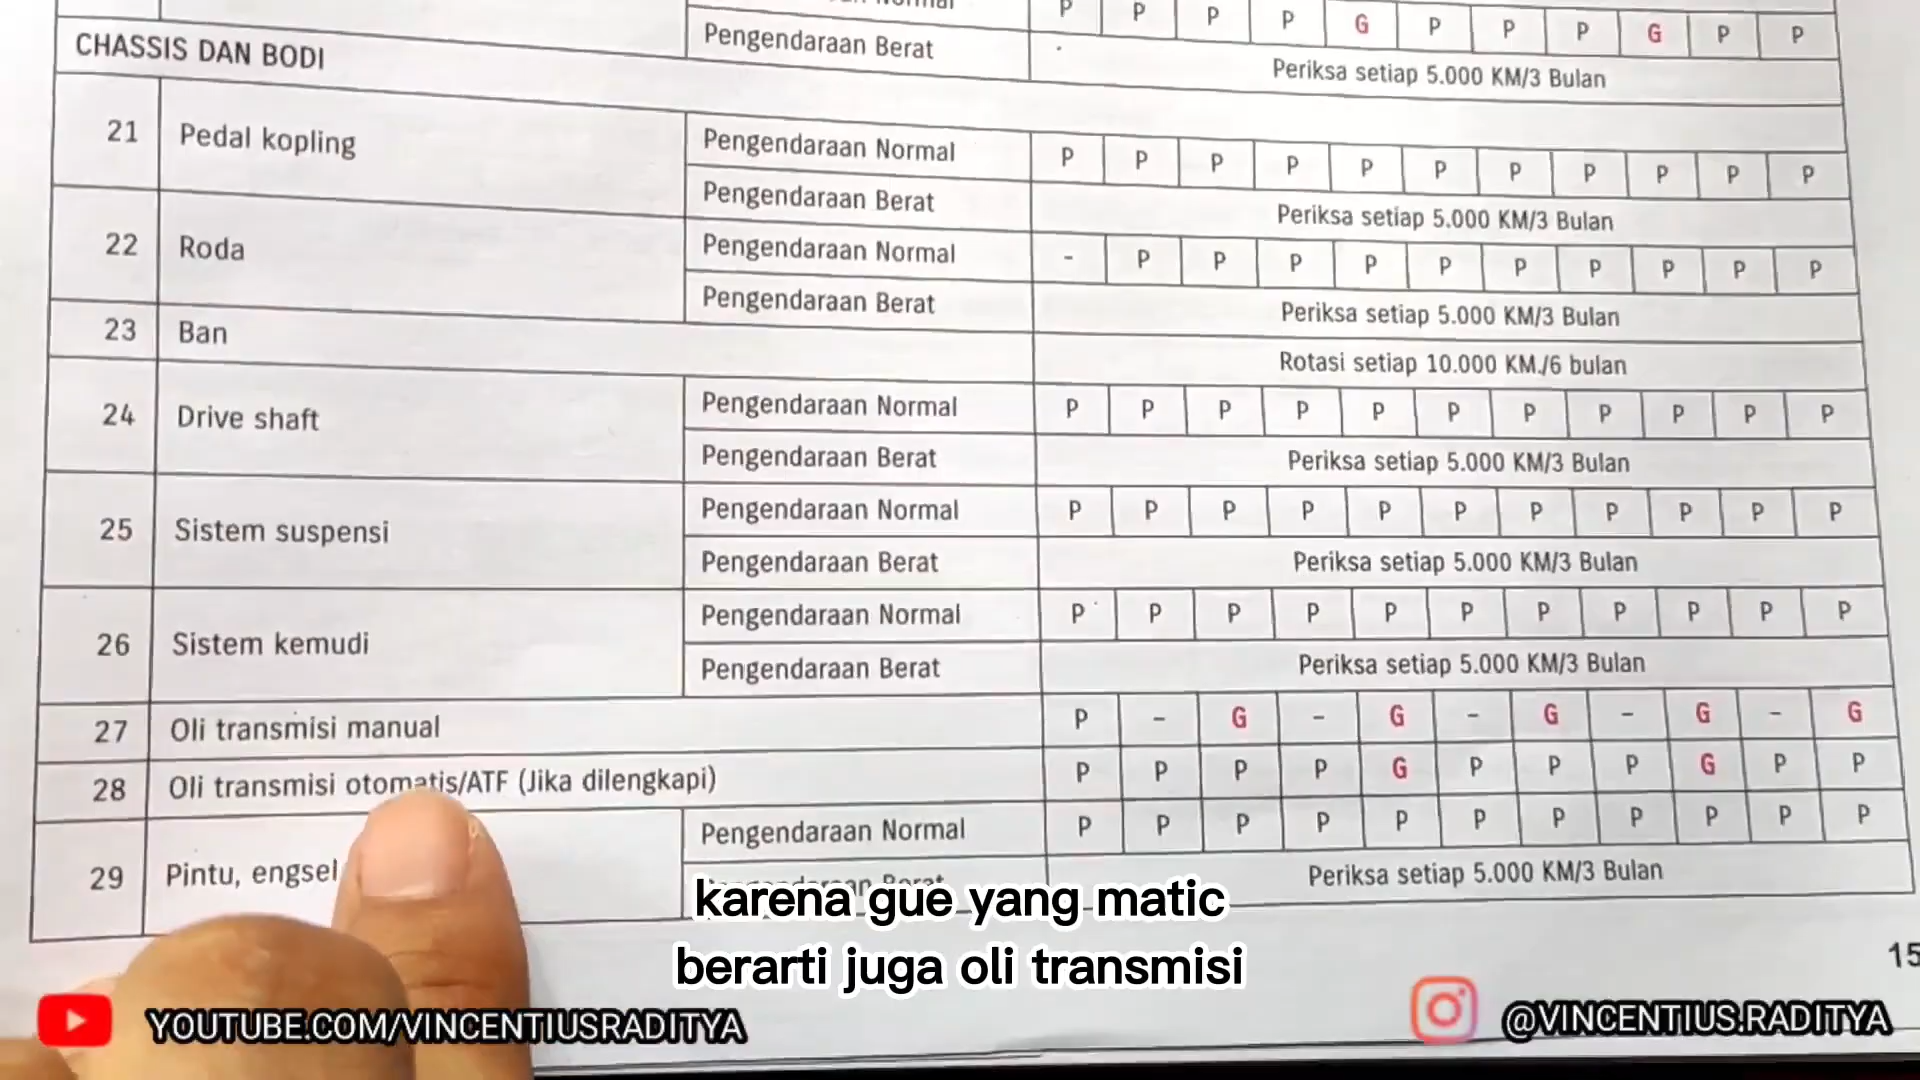 P P P P G P P P G P P
Pengendaraan Berat Periksa setiap 5.000 KM/3 Bulan
CHASSIS DAN BODI
21 Pedal kopling Pengendaraan Normal P P P P P P P P P P P
Pengendaraan Berat Periksa setiap 5.000 KM/3 Bulan
22 Roda Pengendaraan Normal - P P P P P P P P P P
Pengendaraan Berat Periksa setiap 5.000 KM/3 Bulan
23 Ban Rotasi setiap 10.000 KM./6 bulan
24 Drive shaft Pengendaraan Normal P P P P P P P P P P P
Pengendaraan Berat Periksa setiap 5.000 KM/3 Bulan
25 Sistem suspensi Pengendaraan Normal P P P P P P P P P P P
Pengendaraan Berat Periksa setiap 5.000 KM/3 Bulan
26 Sistem kemudi Pengendaraan Normal P P P P P P P P P P P
Pengendaraan Berat Periksa setiap 5.000 KM/3 Bulan
27 Oli transmisi manual P - G - G - G - G - G
28 Oli transmisi otomatis/ATF (Jika dilengkapi) P P P P G P P P G P P
29 Pintu, engsel Pengendaraan Normal P P P P P P P P P P P
Periksa setiap 5.000 KM/3 Bulan
karena gue yang matic
berarti juga oli transmisi
15
YOUTUBE.COM/VINCENTIUSRADITYA
@VINCENTIUS.RADITYA